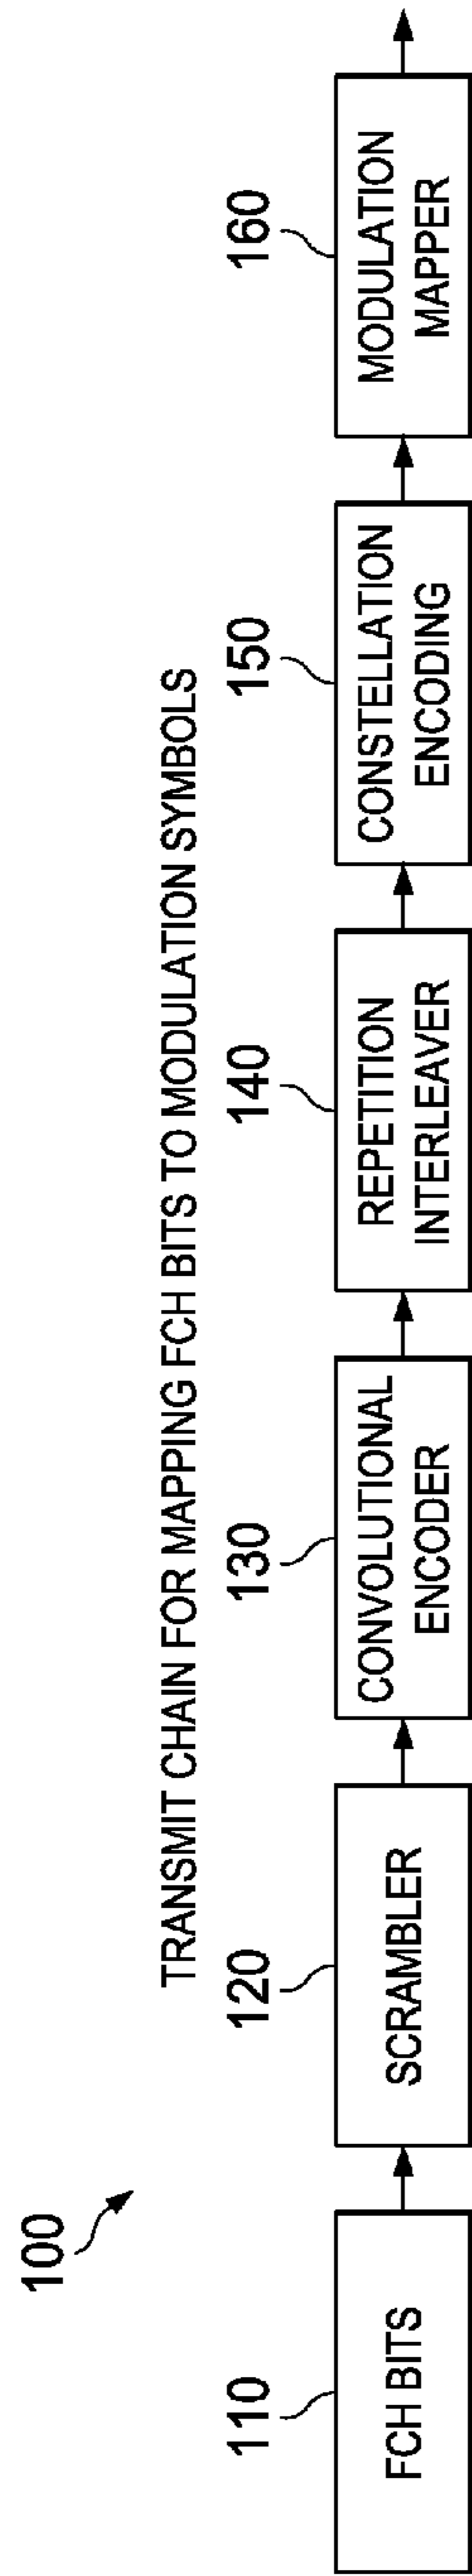 100
TRANSMIT CHAIN FOR MAPPING FCH BITS TO MODULATION SYMBOLS
110
FCH BITS
120
SCRAMBLER
130
CONVOLUTIONAL
ENCODER
140
REPETITION
INTERLEAVER
150
CONSTELLATION
ENCODING
160
MODULATION
MAPPER